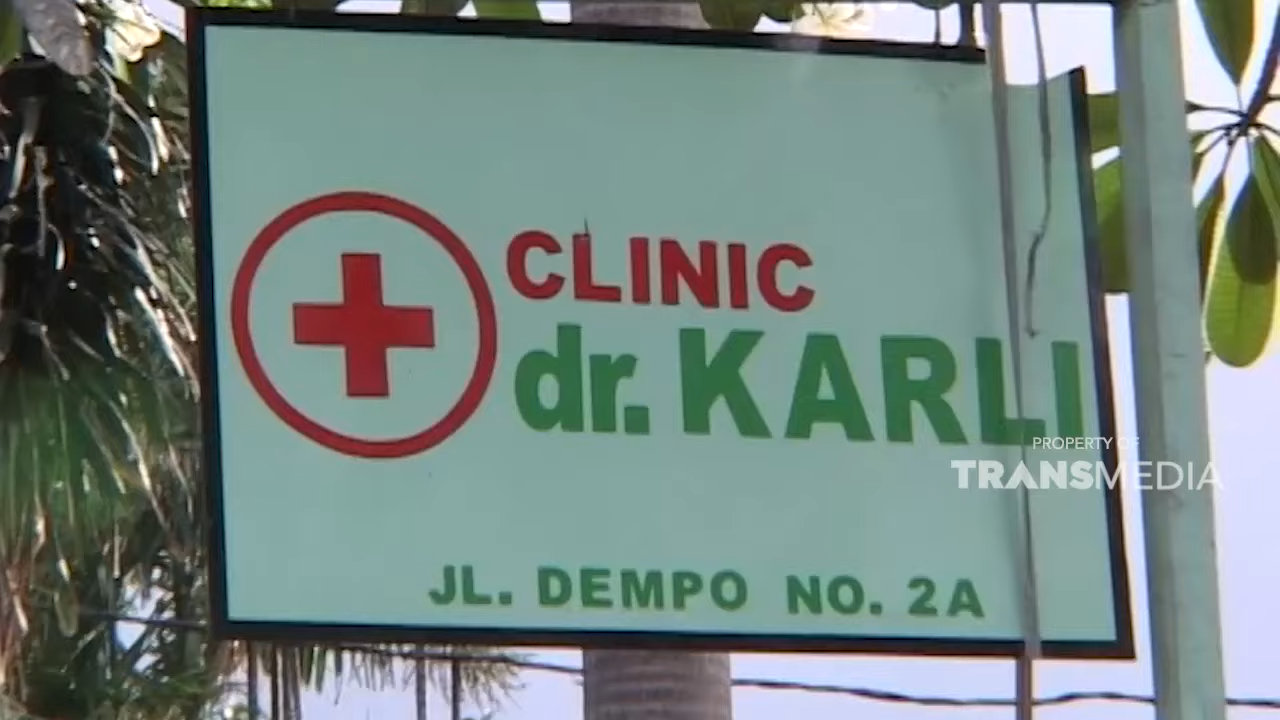 CLINIC
dr. KARLI
PROPERTY OF
TRANSMEDIA
JL. DEMPO NO. 2A